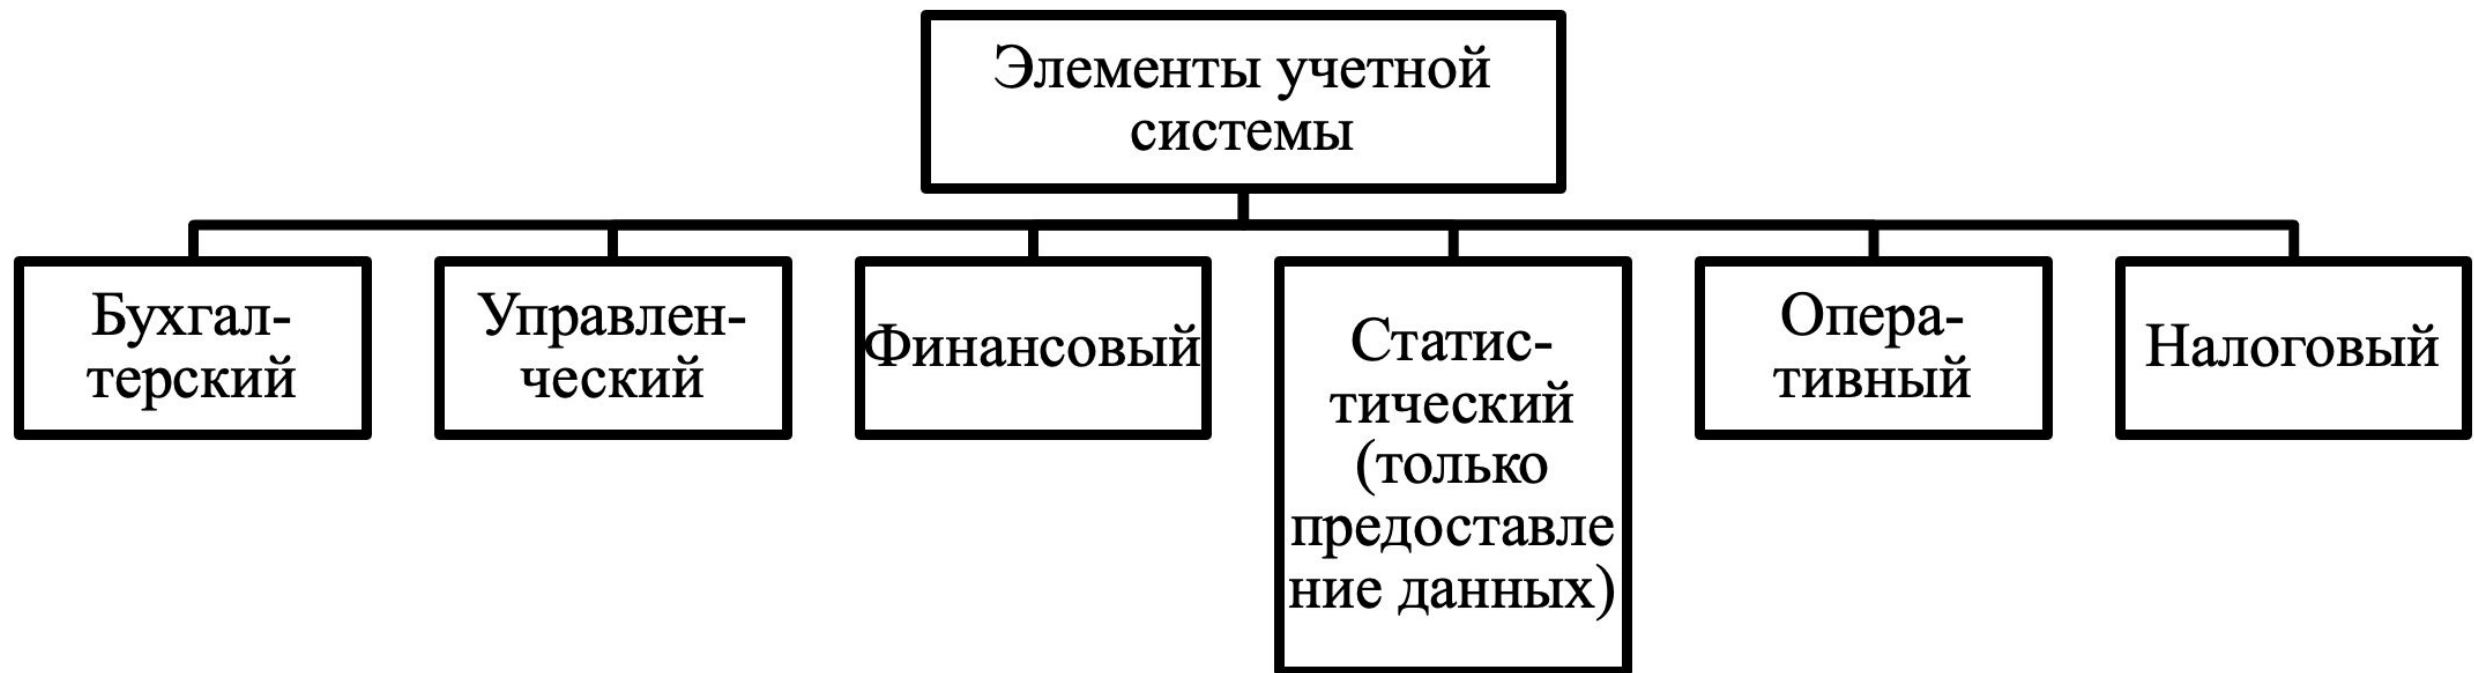 Элементы учетной
системы
Бухгал-
терский
Управлен-
ческий
Финансовый
Статис-
тический
(только
предоставле
ние данных)
Опера-
тивный
Налоговый